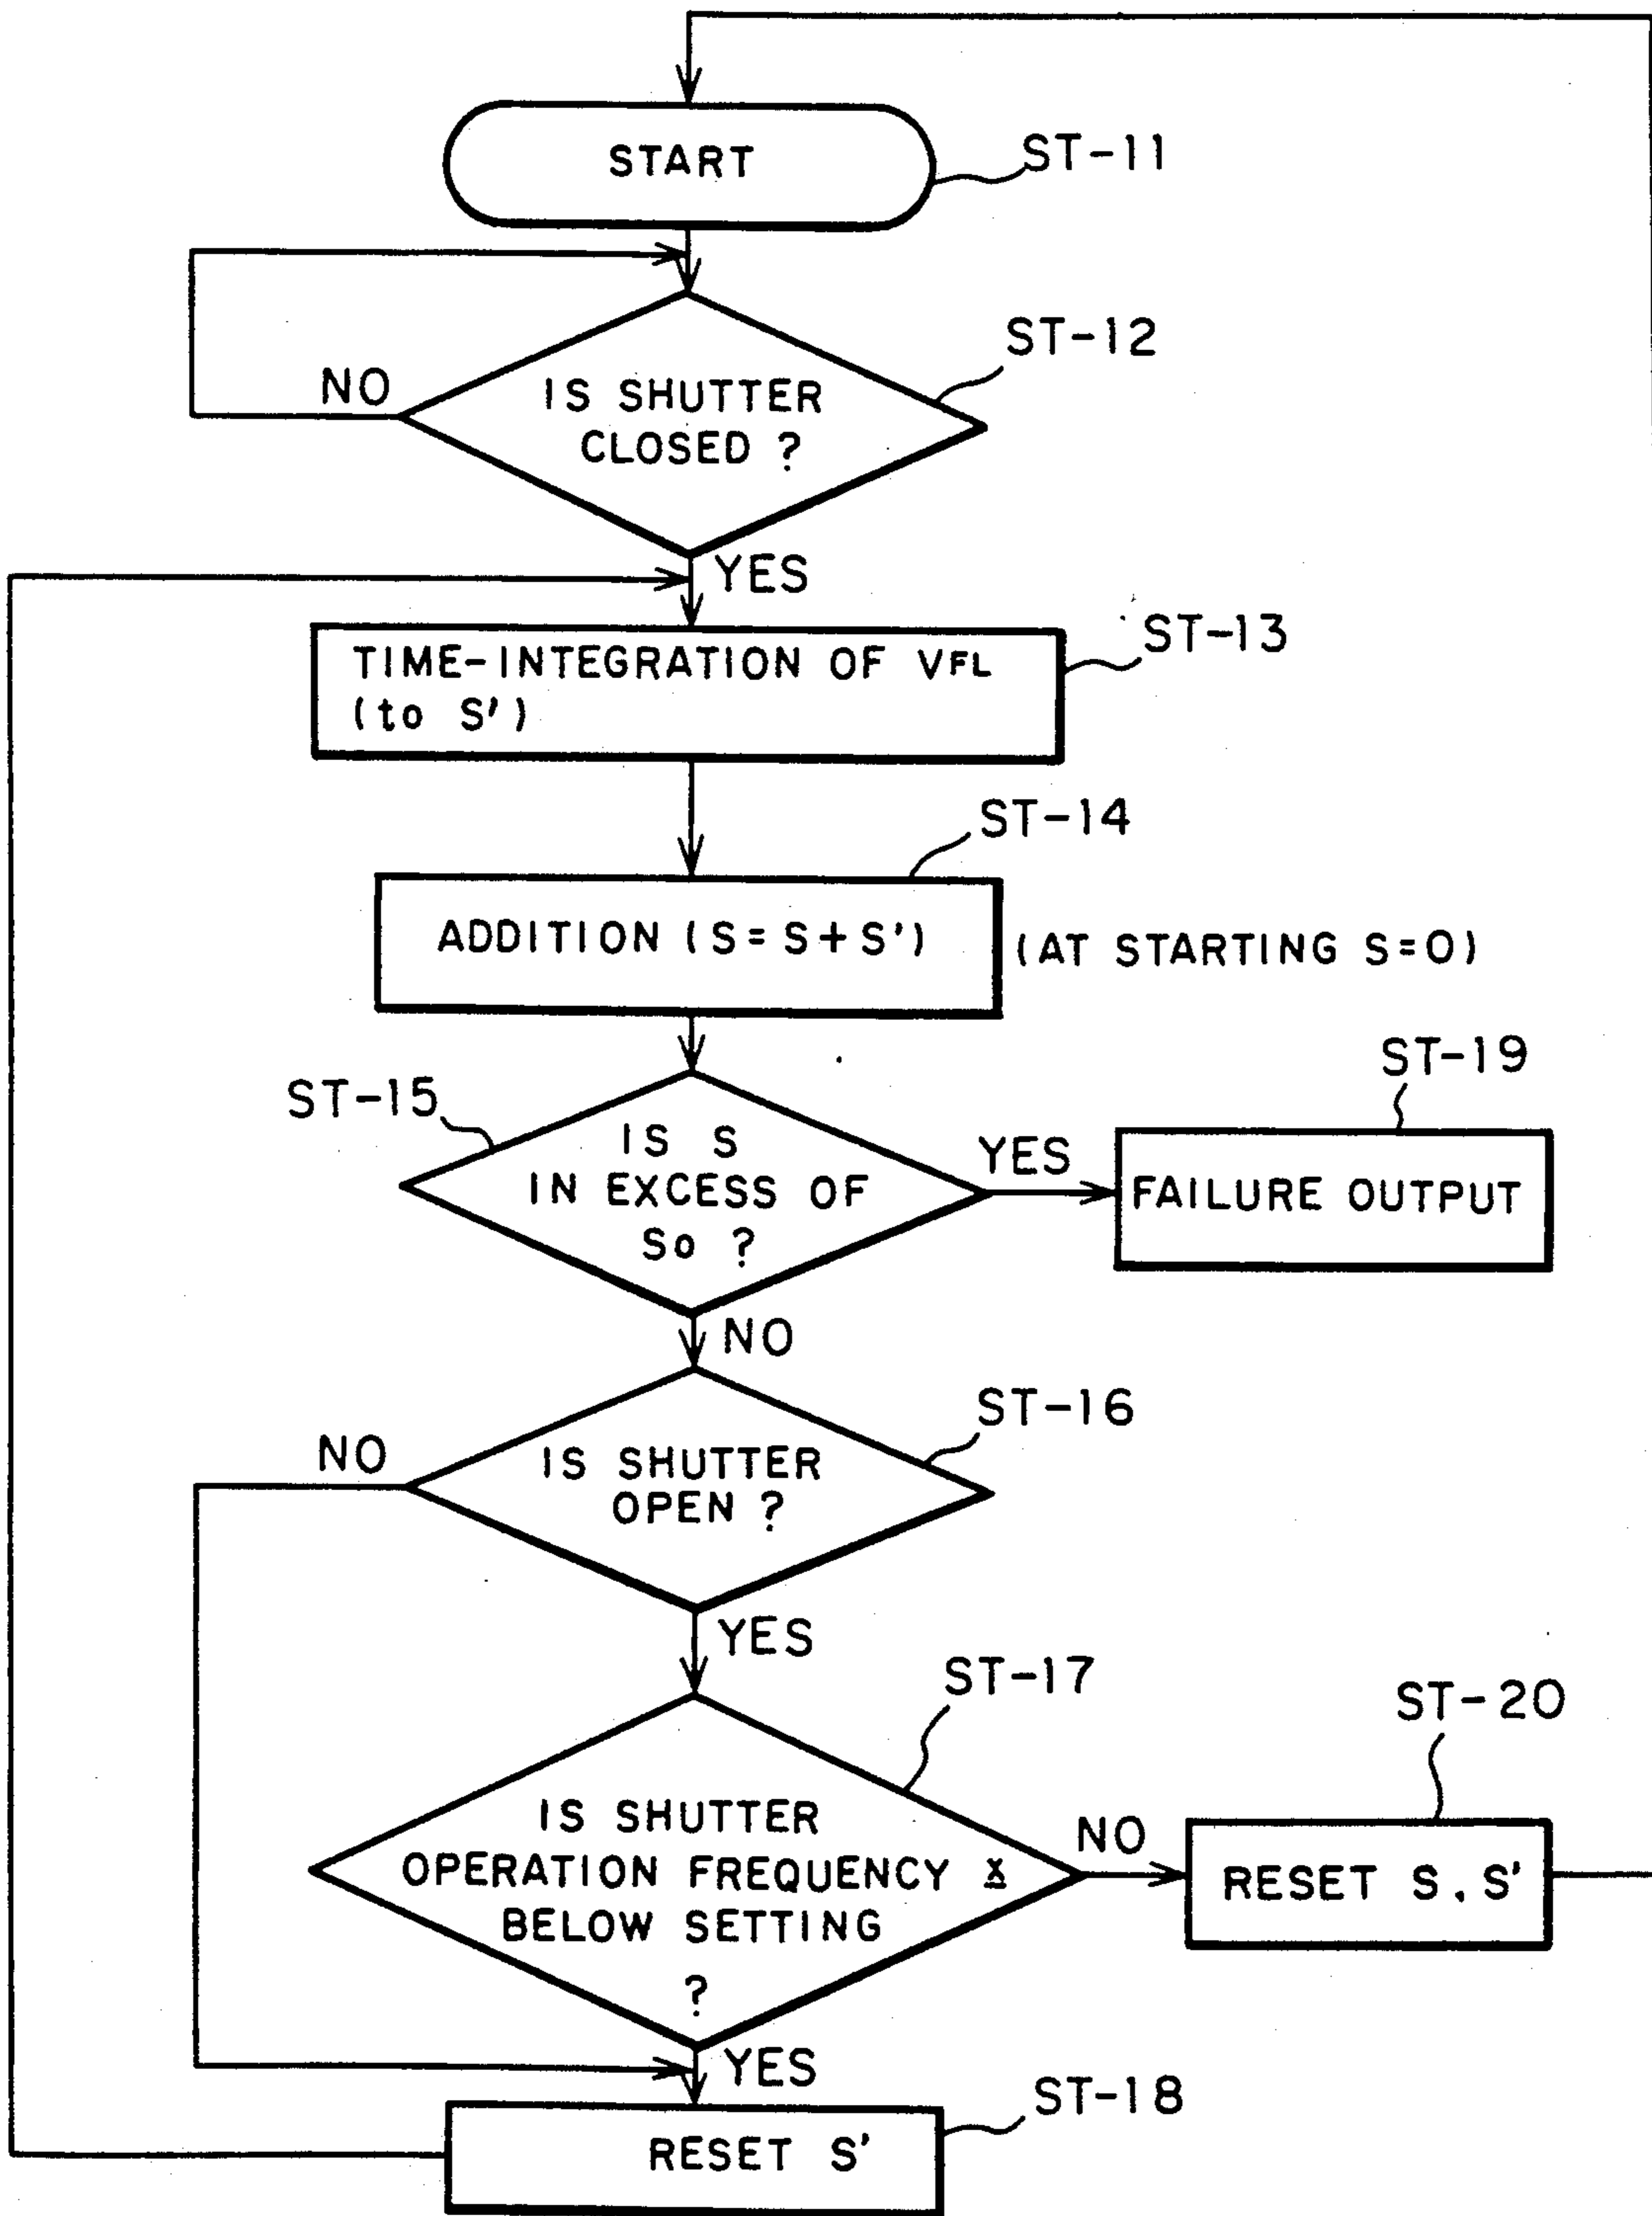 START
ST-11
ST-12
NO
IS SHUTTER
CLOSED ?
YES
ST-13
TIME-INTEGRATION OF VFL
(to S')
ST-14
ADDITION (S=S+S')
(AT STARTING S=0)
ST-19
ST-15
IS S
IN EXCESS OF
So ?
YES
FAILURE OUTPUT
NO
ST-16
NO
IS SHUTTER
OPEN ?
YES
ST-17
ST-20
IS SHUTTER
OPERATION FREQUENCY X
BELOW SETTING
?
NO
RESET S, S'
YES
ST-18
RESET S'